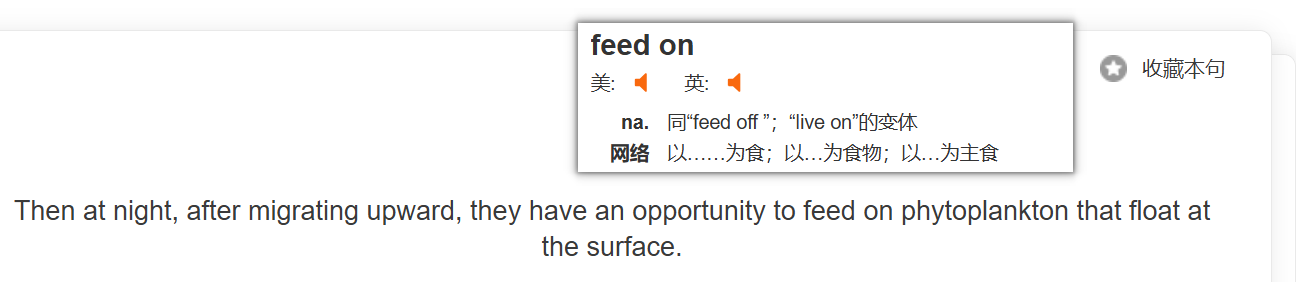 feed on
美: 英:
na. 同“feed off ”；“live on”的变体
网络 以……为食；以…为食物；以…为主食
收藏本句
Then at night, after migrating upward, they have an opportunity to feed on phytoplankton that float at
the surface.